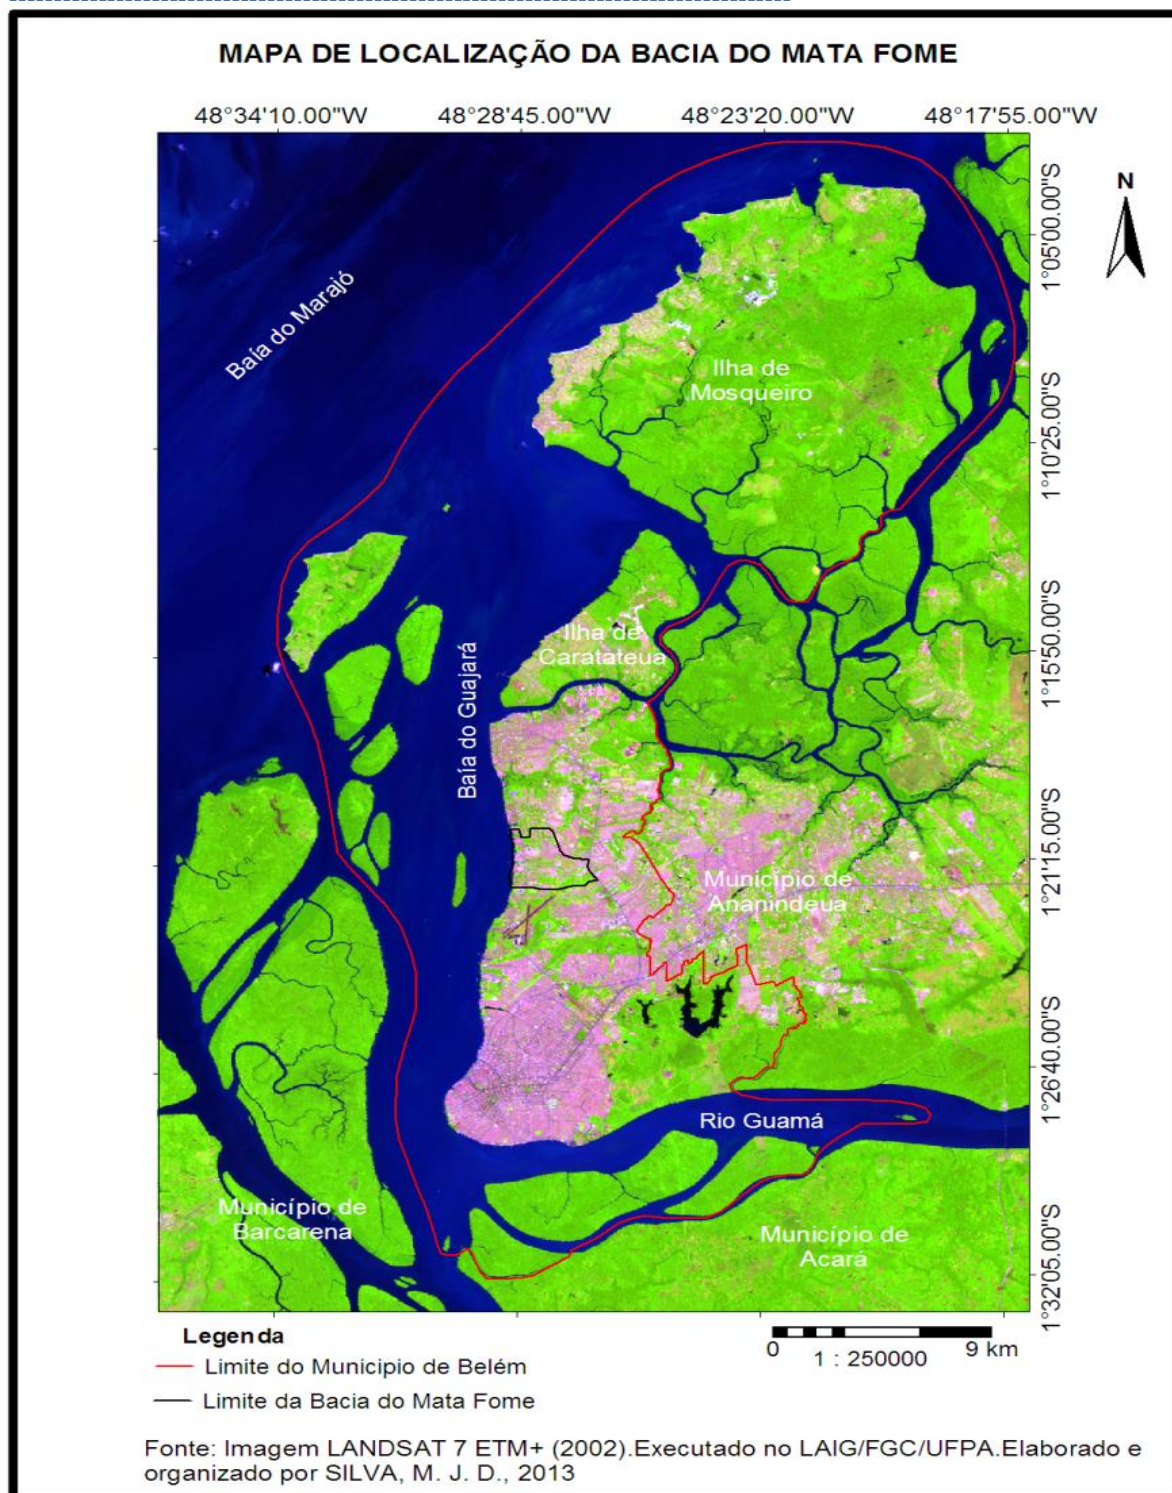 MAPA DE LOCALIZAÇÃO DA BACIA DO MATA FOME
48°34'10.00"W
48°28'45.00"W
48°23'20.00"W
48°17'55.00"W
N
1°05'00.00"S
Baía do Marajó
Ilha de
Mosqueiro
1°10'25.00"S
Ilha de
Caratateua
1°15'50.00"S
Baía do Guajará
1°21'15.00"S
Município de
Ananindeua
1°26'40.00"S
Rio Guamá
Município de
Barcarena
Município de
Acará
1°32'05.00"S
Legenda
Limite do Municipio de Belém
Limite da Bacia do Mata Fome
0 9 km
1 : 250000
Fonte: Imagem LANDSAT 7 ETM+ (2002).Executado no LAIG/FGC/UFPA.Elaborado e
organizado por SILVA, M. J. D., 2013